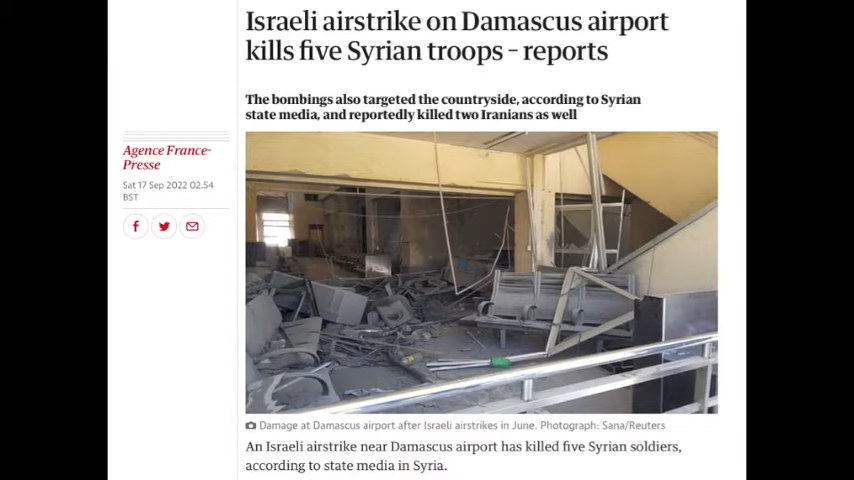 Israeli airstrike on Damascus airport
kills five Syrian troops – reports
The bombings also targeted the countryside, according to Syrian
state media, and reportedly killed two Iranians as well
Agence France-
Presse
Sat 17 Sep 2022 02.54
BST
Damage at Damascus airport after Israeli airstrikes in June. Photograph: Sana/Reuters
An Israeli airstrike near Damascus airport has killed five Syrian soldiers,
according to state media in Syria.